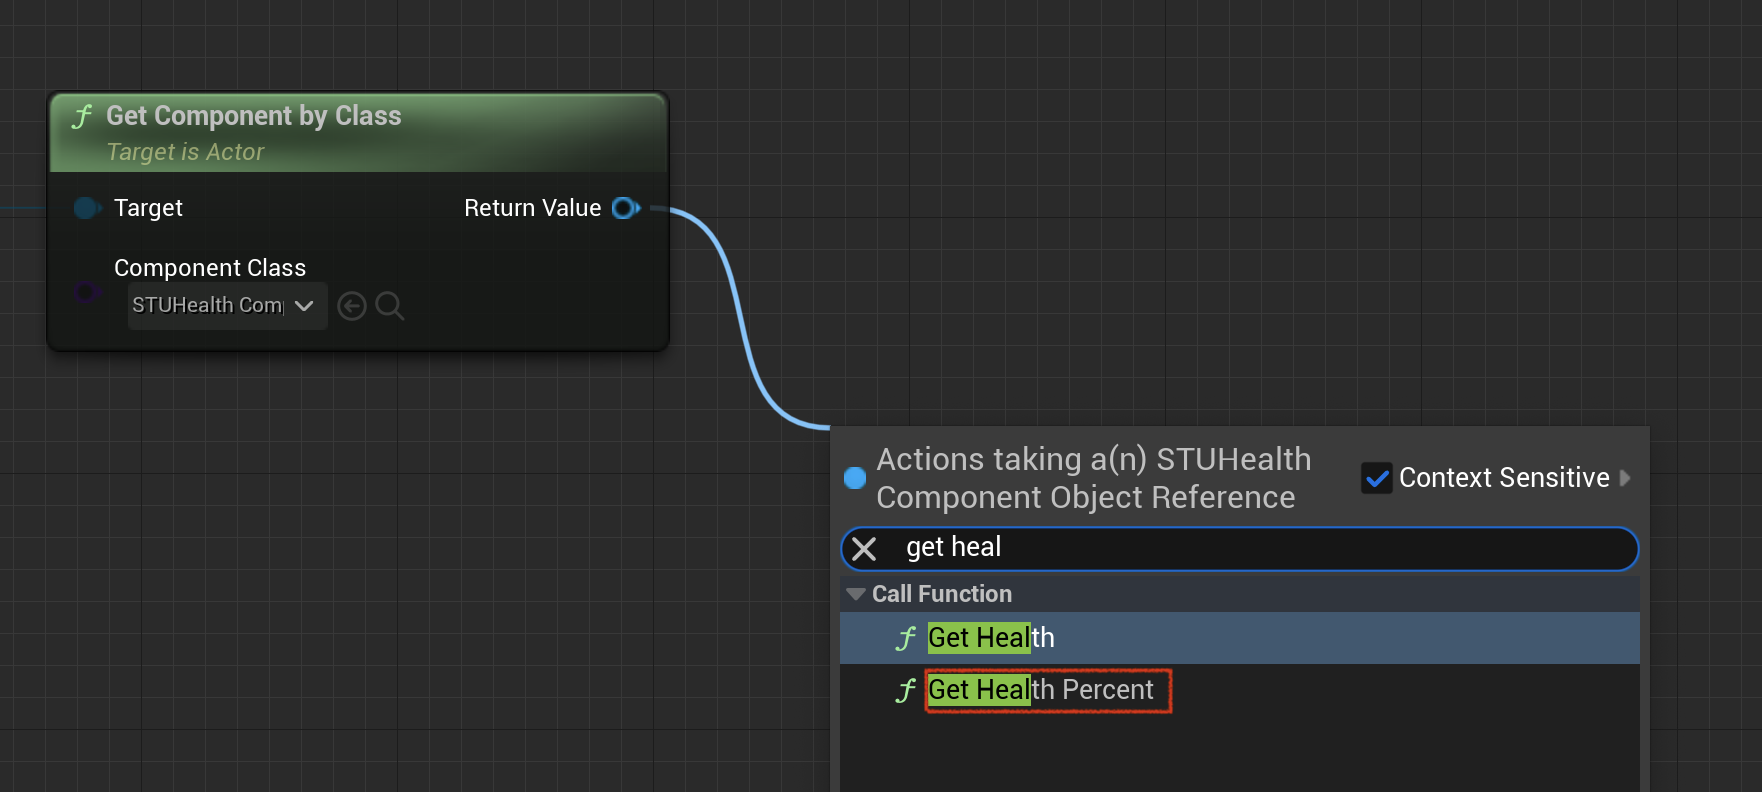 f Get Component by Class
Target is Actor
Target
Return Value
Component Class
STUHealth Com
Actions taking a(n) STUHealth
Component Object Reference
Context Sensitive
get heal
Call Function
f Get Health
f Get Health Percent